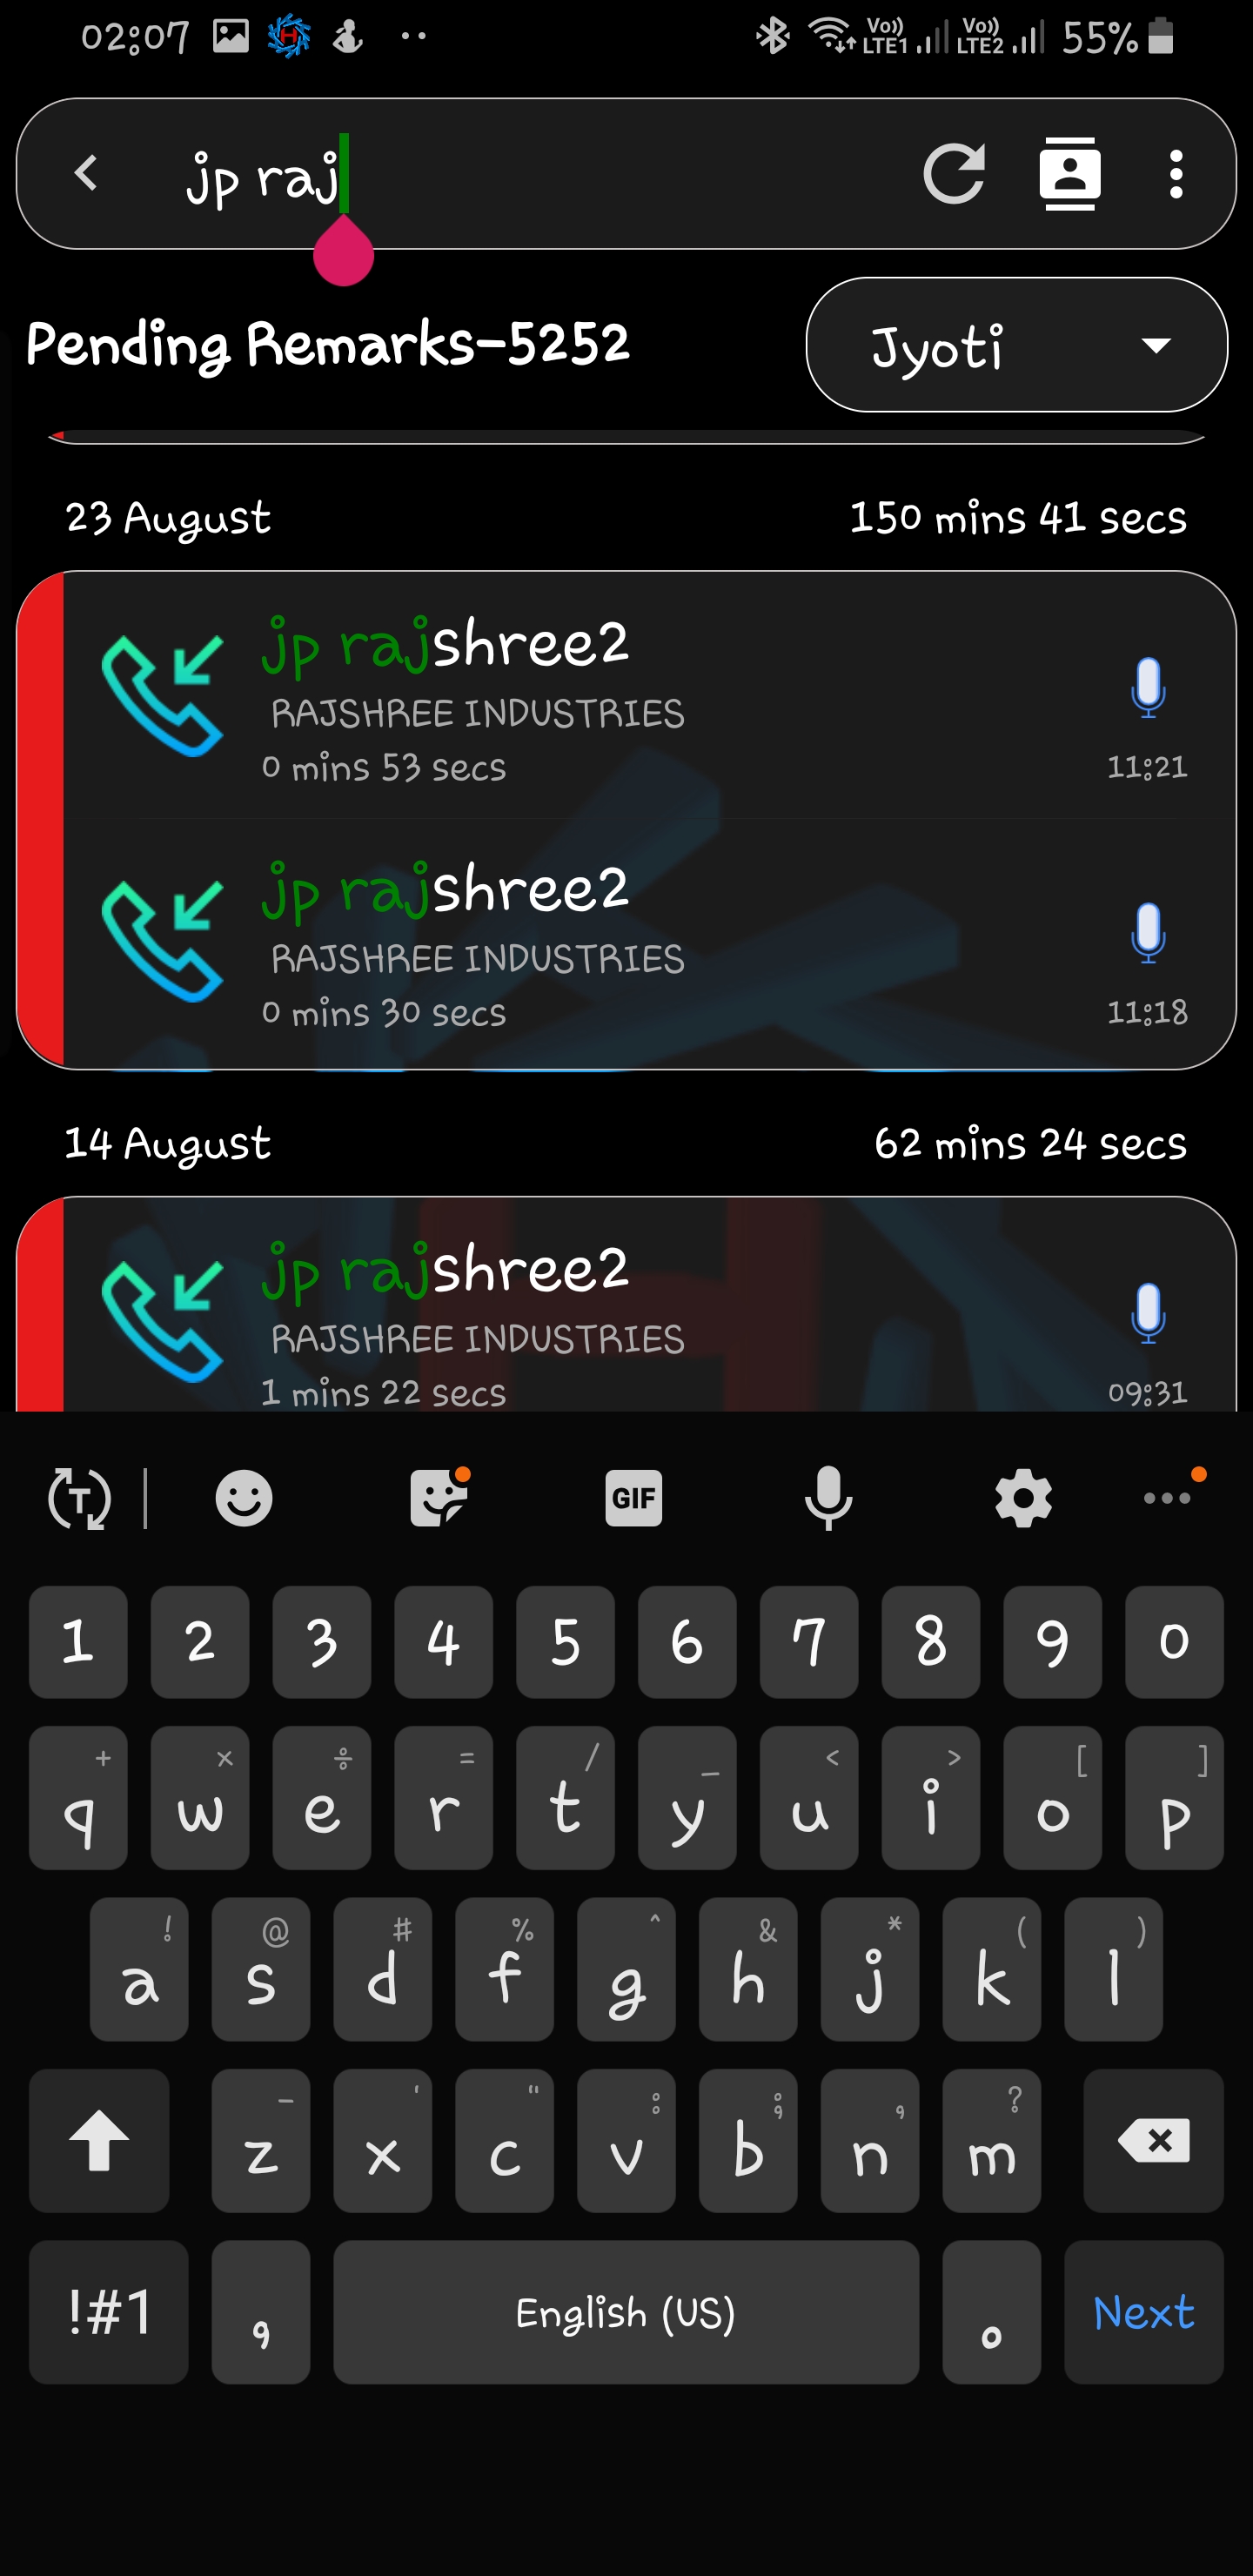 02:07 Vo)) LTE1 Vo)) LTE2 55%
jp raj
Pending Remarks-5252 Jyoti
23 August 150 mins 41 secs
jp rajshree2
RAJSHREE INDUSTRIES
0 mins 53 secs 11:21
jp rajshree2
RAJSHREE INDUSTRIES
0 mins 30 secs 11:18
14 August 62 mins 24 secs
jp rajshree2
RAJSHREE INDUSTRIES
1 mins 22 secs 09:31
T GIF
1 2 3 4 5 6 7 8 9 0
+ × ÷ = / _ < > [ ]
q w e r t y u i o p
! @ # % ^ & * ( )
a s d f g h j k l
- ' " : ; , ?
z x c v b n m
!#1 , English (US) . Next